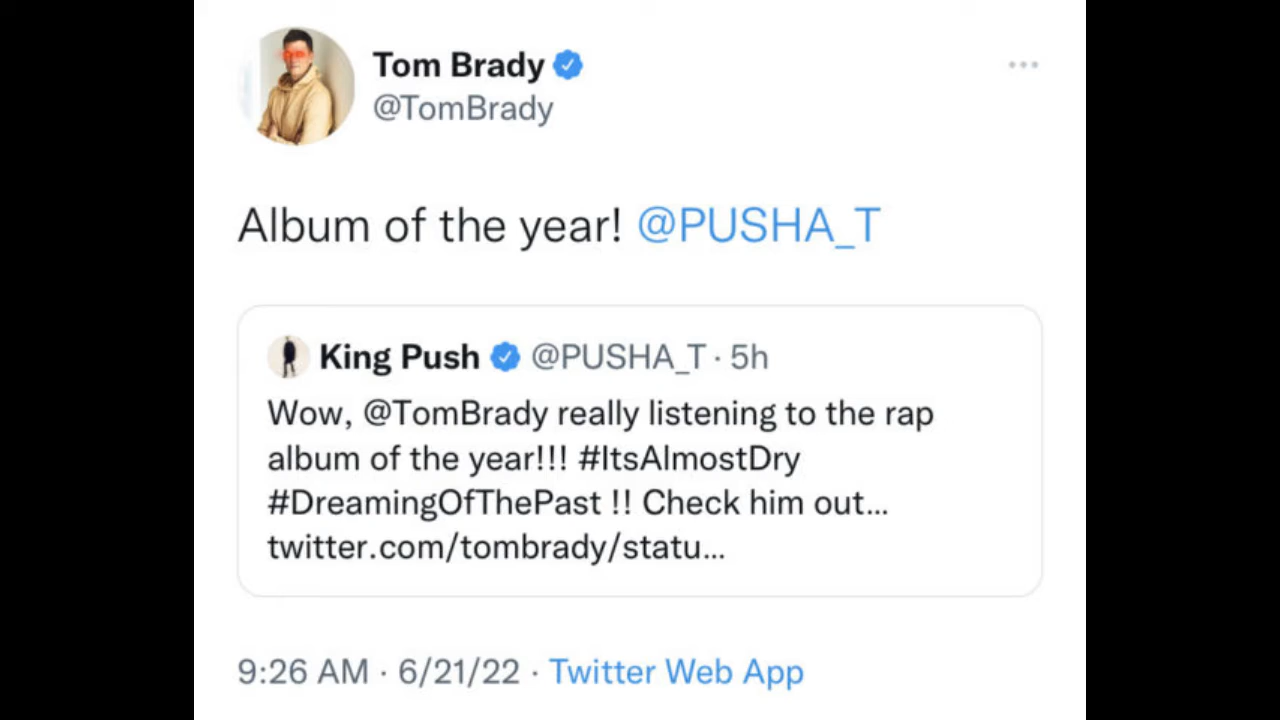 Tom Brady
@TomBrady
Album of the year! @PUSHA_T
King Push @PUSHA_T · 5h
Wow, @TomBrady really listening to the rap
album of the year!!! #ItsAlmostDry
#DreamingOfThePast !! Check him out...
twitter.com/tombrady/statu...
9:26 AM · 6/21/22 · Twitter Web App